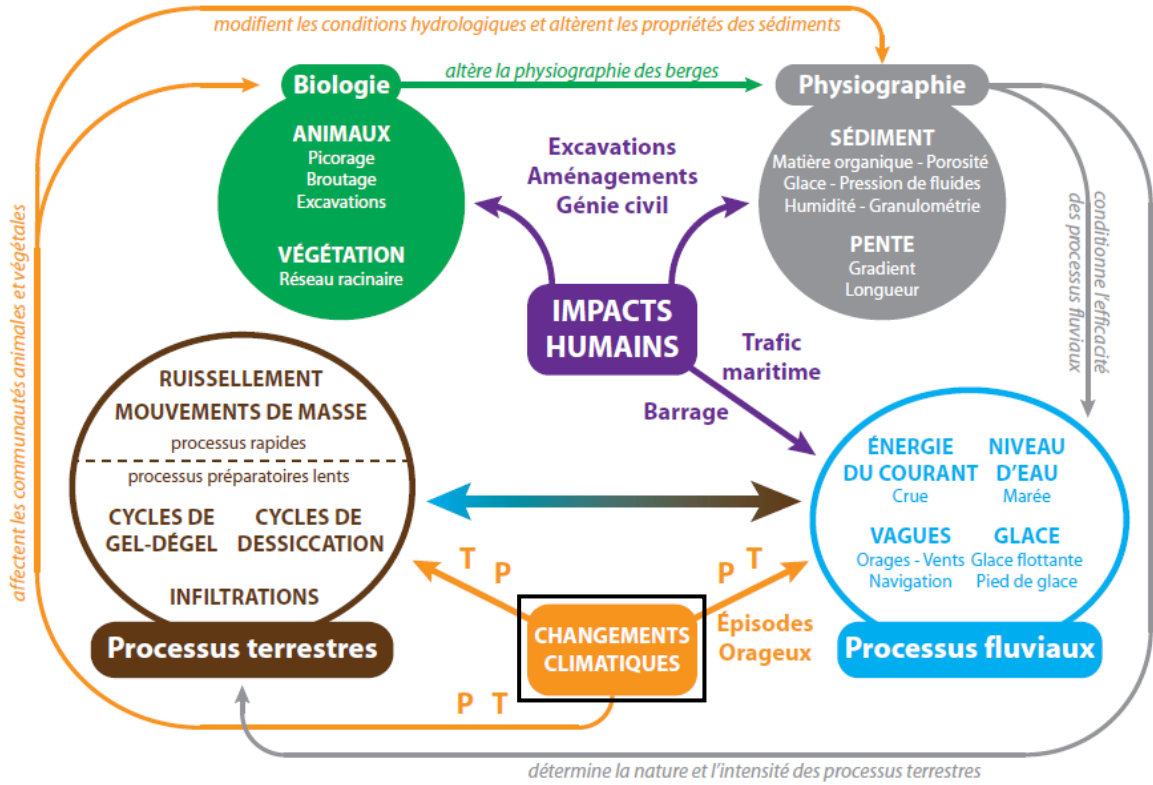 modifient les conditions hydrologiques et altèrent les propriétés des sédiments
affectent les communautés animales et végétales
Biologie
altère la physiographie des berges
Physiographie
ANIMAUX
Picorage
Broutage
Excavations
VÉGÉTATION
Réseau racinaire
Excavations
Aménagements
Génie civil
SÉDIMENT
Matière organique - Porosité
Glace - Pression de fluides
Humidité - Granulométrie
PENTE
Gradient
Longueur
conditionne l'efficacité
des processus fluviaux
IMPACTS
HUMAINS
Trafic
maritime
Barrage
RUISSELLEMENT
MOUVEMENTS DE MASSE
processus rapides
processus préparatoires lents
CYCLES DE
GEL-DÉGEL
CYCLES DE
DESSICCATION
INFILTRATIONS
Processus terrestres
ÉNERGIE
DU COURANT
Crue
NIVEAU
D'EAU
Marée
VAGUES
Orages - Vents
Navigation
GLACE
Glace flottante
Pied de glace
Processus fluviaux
T P
P T
CHANGEMENTS
CLIMATIQUES
Épisodes
Orageux
P T
détermine la nature et l'intensité des processus terrestres